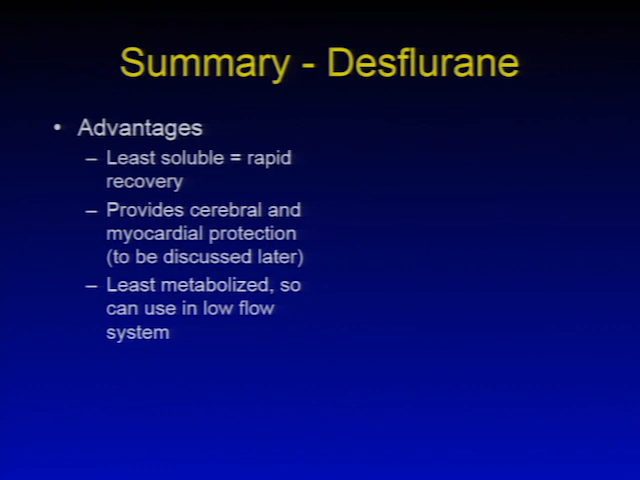 Summary - Desflurane
• Advantages
– Least soluble = rapid
recovery
– Provides cerebral and
myocardial protection
(to be discussed later)
– Least metabolized, so
can use in low flow
system